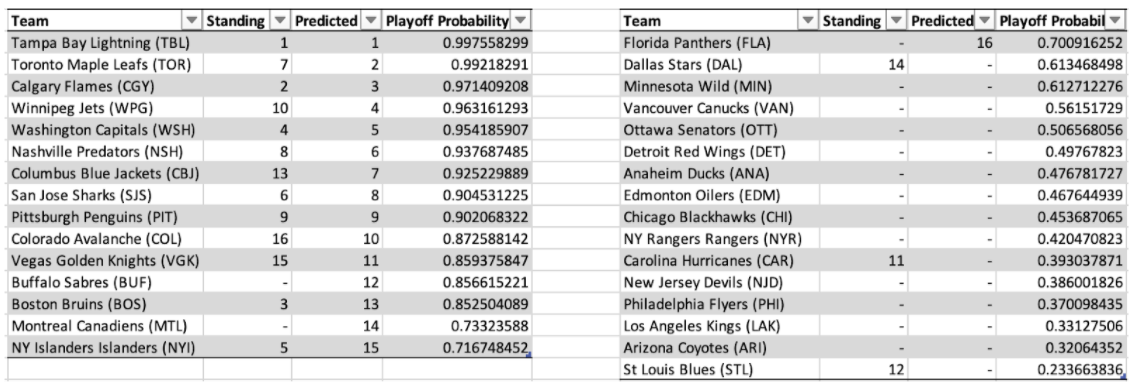 Team Standing Predicted Playoff Probability
Tampa Bay Lightning (TBL) 1 1 0.997558299
Toronto Maple Leafs (TOR) 7 2 0.99218291
Calgary Flames (CGY) 2 3 0.971409208
Winnipeg Jets (WPG) 10 4 0.963161293
Washington Capitals (WSH) 4 5 0.954185907
Nashville Predators (NSH) 8 6 0.937687485
Columbus Blue Jackets (CBJ) 13 7 0.925229889
San Jose Sharks (SJS) 6 8 0.904531225
Pittsburgh Penguins (PIT) 9 9 0.902068322
Colorado Avalanche (COL) 16 10 0.872588142
Vegas Golden Knights (VGK) 15 11 0.859375847
Buffalo Sabres (BUF) - 12 0.856615221
Boston Bruins (BOS) 3 13 0.852504089
Montreal Canadiens (MTL) - 14 0.73323588
NY Islanders Islanders (NYI) 5 15 0.716748452
Team Standing Predicted Playoff Probabil
Florida Panthers (FLA) - 16 0.700916252
Dallas Stars (DAL) 14 - 0.613468498
Minnesota Wild (MIN) - - 0.612712276
Vancouver Canucks (VAN) - - 0.56151729
Ottawa Senators (OTT) - - 0.506568056
Detroit Red Wings (DET) - - 0.49767823
Anaheim Ducks (ANA) - - 0.476781727
Edmonton Oilers (EDM) - - 0.467644939
Chicago Blackhawks (CHI) - - 0.453687065
NY Rangers Rangers (NYR) - - 0.420470823
Carolina Hurricanes (CAR) 11 - 0.393037871
New Jersey Devils (NJD) - - 0.386001826
Philadelphia Flyers (PHI) - - 0.370098435
Los Angeles Kings (LAK) - - 0.33127506
Arizona Coyotes (ARI) - - 0.32064352
St Louis Blues (STL) 12 - 0.233663836